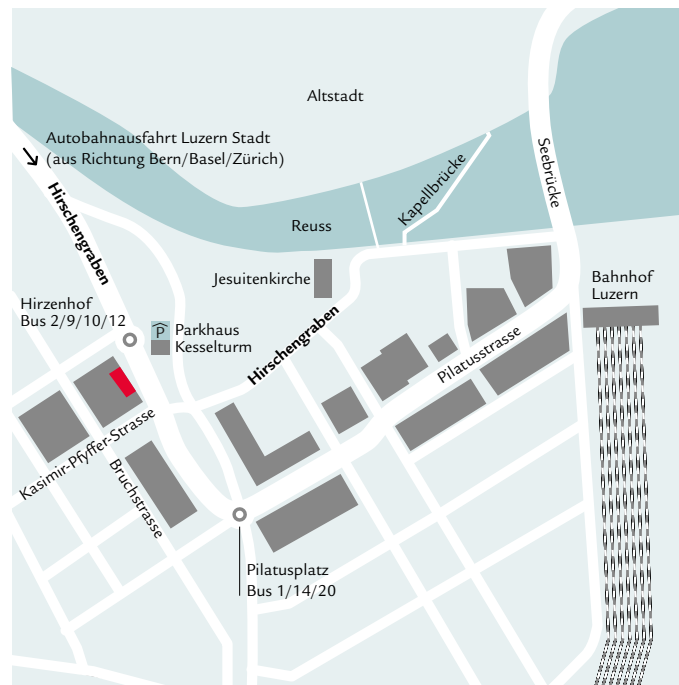 Altstadt
Autobahnausfahrt Luzern Stadt
(aus Richtung Bern/Basel/Zürich)
Seebrücke
Hirschengraben
Kapellbrücke
Reuss
Jesuitenkirche
Bahnhof
Luzern
Hirzenhof
Bus 2/9/10/12
P
Parkhaus
Kesselturm
Hirschengraben
Pilatusstrasse
Kasimir-Pfyffer-Strasse
Bruchstrasse
Pilatusplatz
Bus 1/14/20